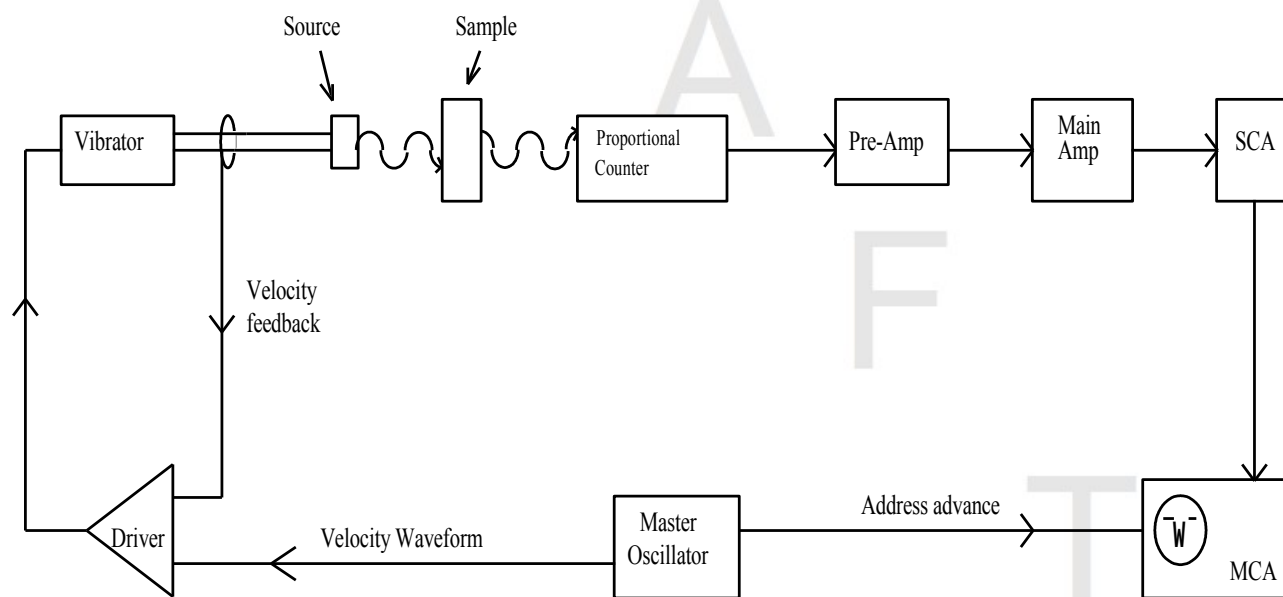 Source
Sample
Vibrator
Proportional
Counter
Pre-Amp
Main
Amp
SCA
Velocity
feedback
Driver
Velocity Waveform
Master
Oscillator
Address advance
W
MCA
A
F
T